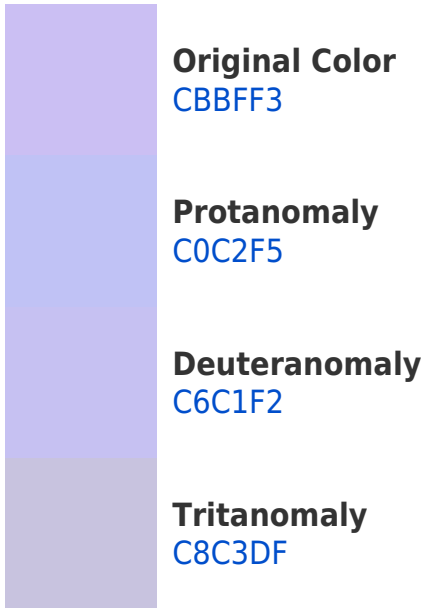 Original Color
CBBFF3
Protanomaly
C0C2F5
Deuteranomaly
C6C1F2
Tritanomaly
C8C3DF